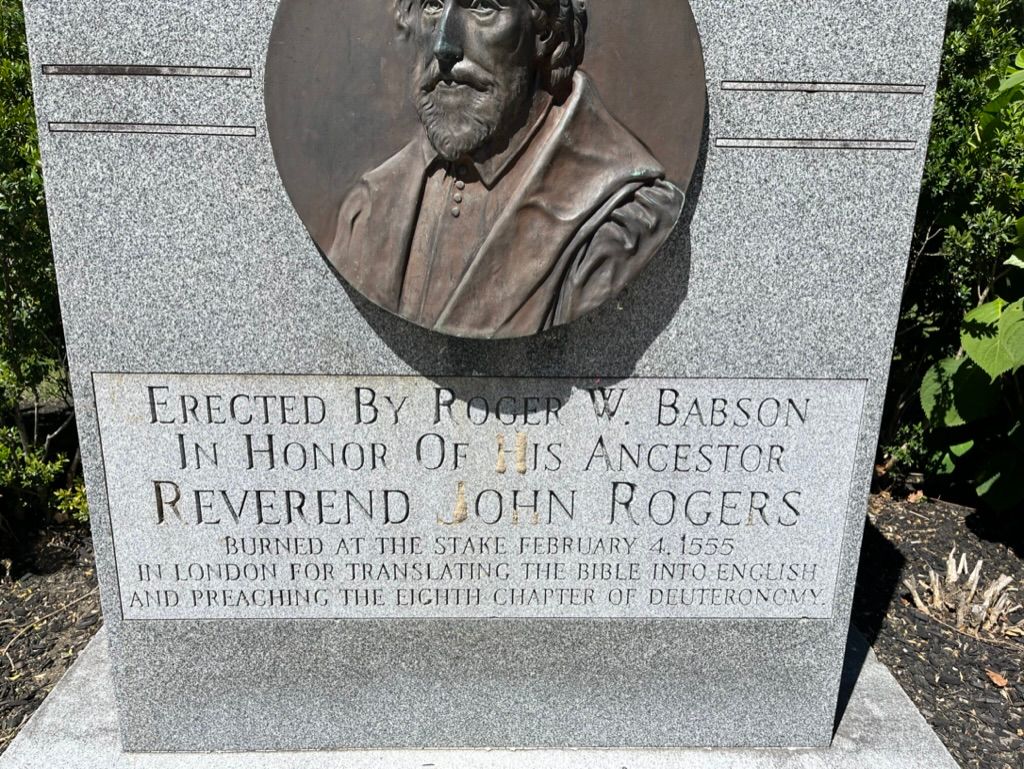 Erected By Roger W. Babson
In Honor Of His Ancestor
Reverend John Rogers
BURNED AT THE STAKE FEBRUARY 4, 1555
IN LONDON FOR TRANSLATING THE BIBLE INTO ENGLISH
AND PREACHING THE EIGHTH CHAPTER OF DEUTERONOMY.